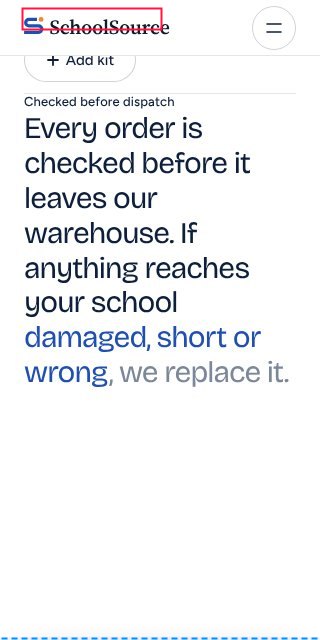 SchoolSource
+ Add kit
Checked before dispatch
Every order is
checked before it
leaves our
warehouse. If
anything reaches
your school
damaged, short or
wrong, we replace it.